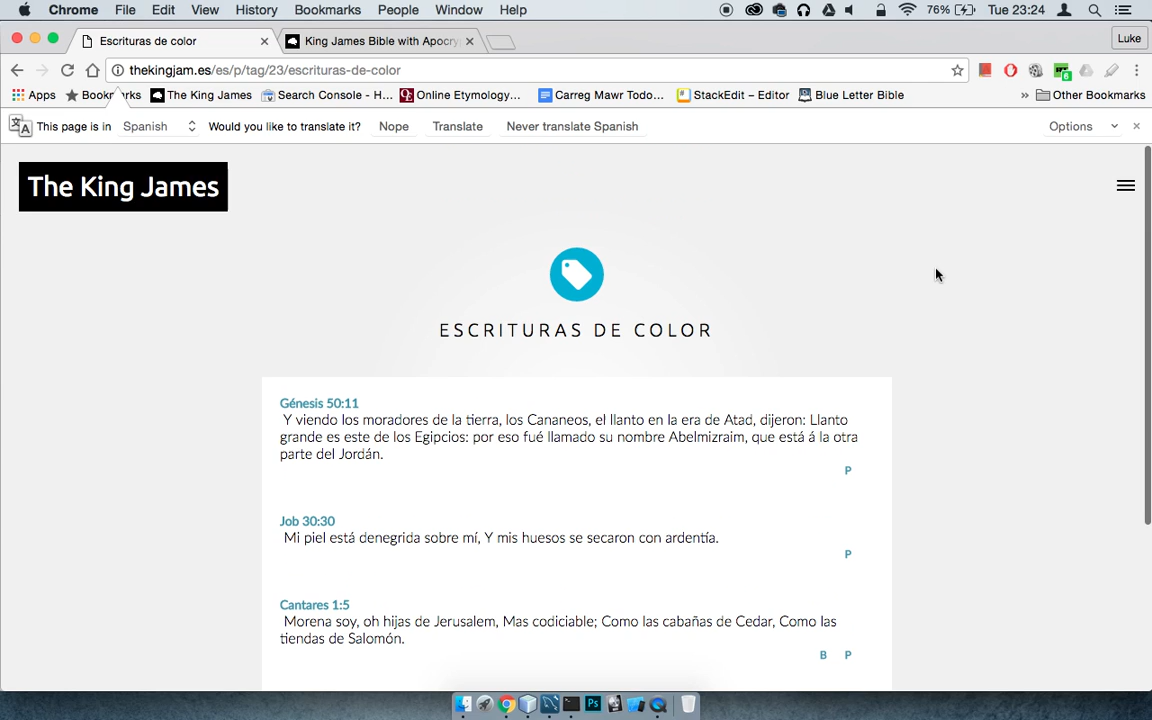 Chrome File Edit View History Bookmarks People Window Help 76% Tue 23:24
Escrituras de color King James Bible with Apocry Luke
thekingjam.es/es/p/tag/23/escrituras-de-color
Apps Bookmarks The King James Search Console - H... Online Etymology... Carreg Mawr Todo... StackEdit – Editor Blue Letter Bible » Other Bookmarks
This page is in Spanish Would you like to translate it? Nope Translate Never translate Spanish Options
The King James
ESCRITURAS DE COLOR
Génesis 50:11
Y viendo los moradores de la tierra, los Cananeos, el llanto en la era de Atad, dijeron: Llanto
grande es este de los Egipcios: por eso fué llamado su nombre Abelmizraim, que está á la otra
parte del Jordán.
P
Job 30:30
Mi piel está denegrida sobre mí, Y mis huesos se secaron con ardentía.
P
Cantares 1:5
Morena soy, oh hijas de Jerusalem, Mas codiciable; Como las cabañas de Cedar, Como las
tiendas de Salomón.
B P